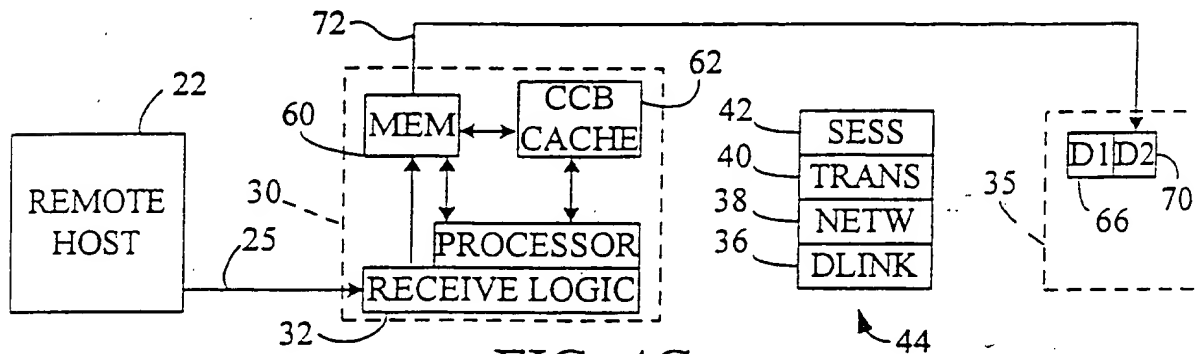 72
22
62
60
MEM
CCB
CACHE
42
SESS
40
TRANS
38
NETW
36
DLINK
D1 D2
35
66
70
REMOTE
HOST
30
25
PROCESSOR
RECEIVE LOGIC
32
44